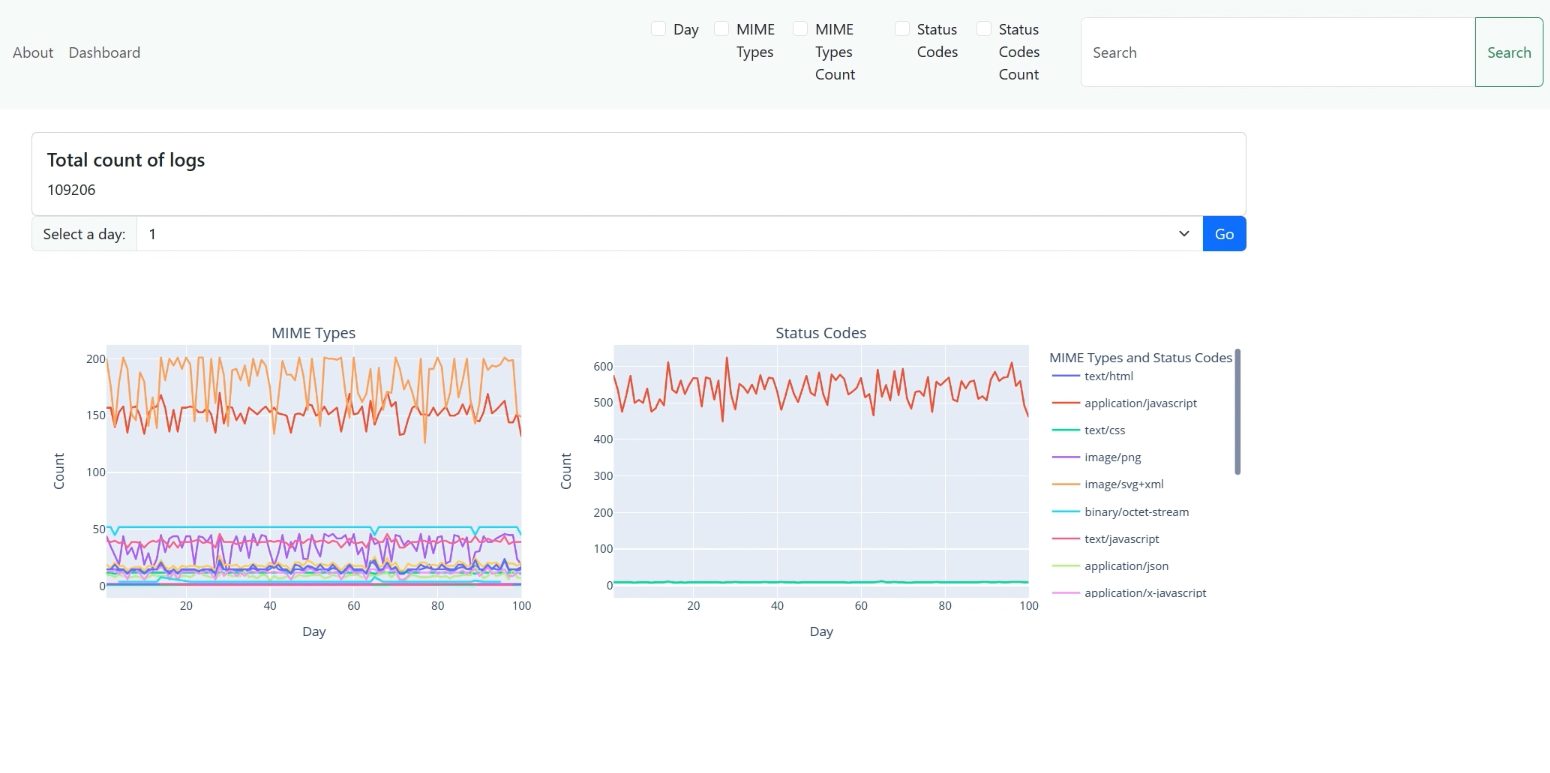 About Dashboard
Day MIME Types MIME Types Count Status Codes Status Codes Count
Search Search
Total count of logs
109206
Select a day: 1 Go
MIME Types
200
150
100
50
0
Count
20 40 60 80 100
Day
Status Codes
600
500
400
300
200
100
0
Count
20 40 60 80 100
Day
MIME Types and Status Codes
text/html
application/javascript
text/css
image/png
image/svg+xml
binary/octet-stream
text/javascript
application/json
application/x-javascript